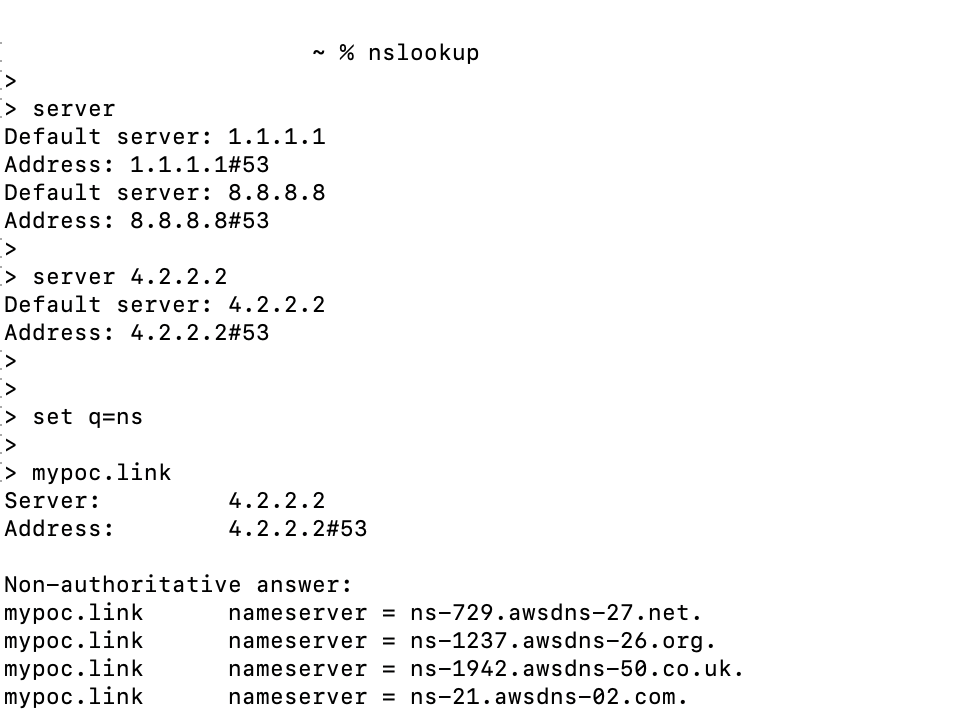 ~ % nslookup
>
> server
Default server: 1.1.1.1
Address: 1.1.1.1#53
Default server: 8.8.8.8
Address: 8.8.8.8#53
>
> server 4.2.2.2
Default server: 4.2.2.2
Address: 4.2.2.2#53
>
>
> set q=ns
>
> mypoc.link
Server:         4.2.2.2
Address:        4.2.2.2#53

Non-authoritative answer:
mypoc.link      nameserver = ns-729.awsdns-27.net.
mypoc.link      nameserver = ns-1237.awsdns-26.org.
mypoc.link      nameserver = ns-1942.awsdns-50.co.uk.
mypoc.link      nameserver = ns-21.awsdns-02.com.